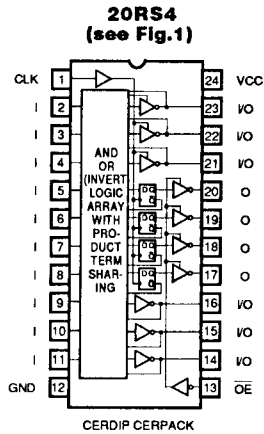 20RS4
(see Fig.1)
CLK 1 24 VCC
I 2 23 I/O
I 3 22 I/O
I 4 21 I/O
I 5 20 O
I 6 19 O
I 7 18 O
I 8 17 O
I 9 16 I/O
I 10 15 I/O
I 11 14 I/O
GND 12 13 OE
AND
OR
(INVERT
LOGIC
ARRAY
WITH
PRO-
DUCT
TERM
SHAR-
ING
CERDIP CERPACK